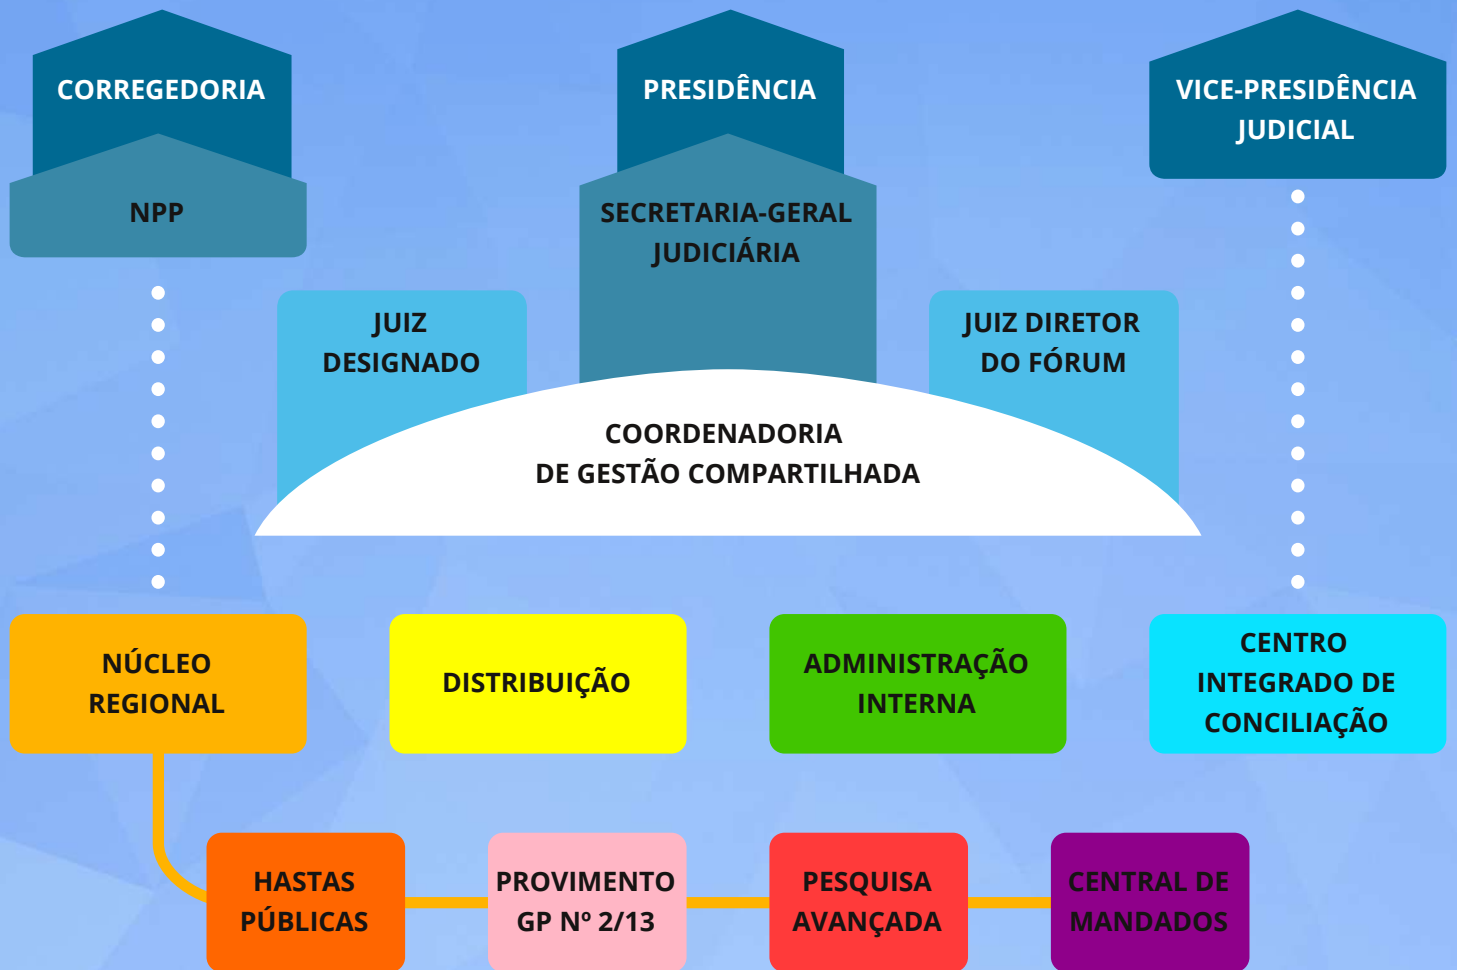 CORREGEDORIA
PRESIDÊNCIA
VICE-PRESIDÊNCIA
JUDICIAL
NPP
SECRETARIA-GERAL
JUDICIÁRIA
JUIZ
DESIGNADO
JUIZ DIRETOR
DO FÓRUM
COORDENADORIA
DE GESTÃO COMPARTILHADA
NÚCLEO
REGIONAL
DISTRIBUIÇÃO
ADMINISTRAÇÃO
INTERNA
CENTRO
INTEGRADO DE
CONCILIAÇÃO
HASTAS
PÚBLICAS
PROVIMENTO
GP Nº 2/13
PESQUISA
AVANÇADA
CENTRAL DE
MANDADOS